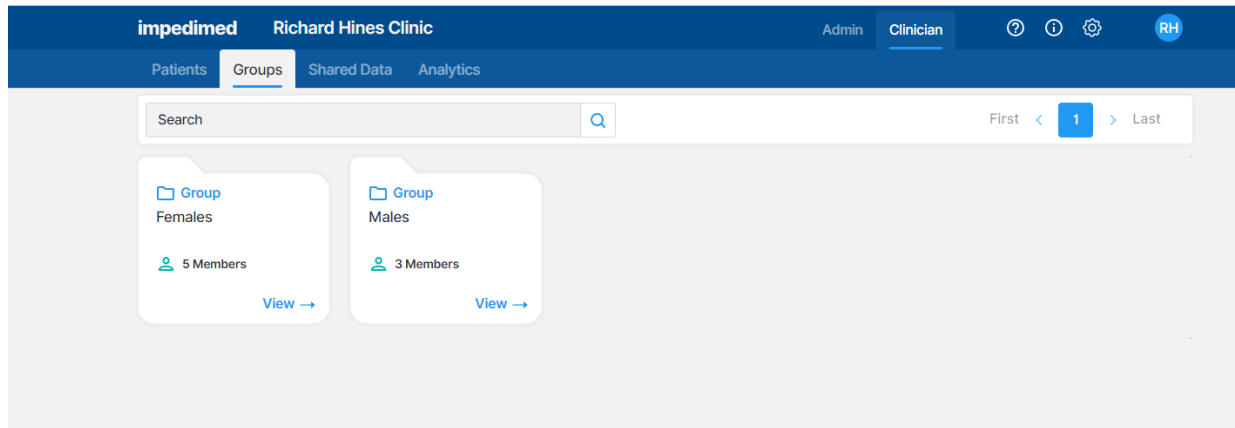 impedimed Richard Hines Clinic Admin Clinician RH
Patients Groups Shared Data Analytics
Search First < 1 > Last
Group Group
Females Males
5 Members 3 Members
View → View →